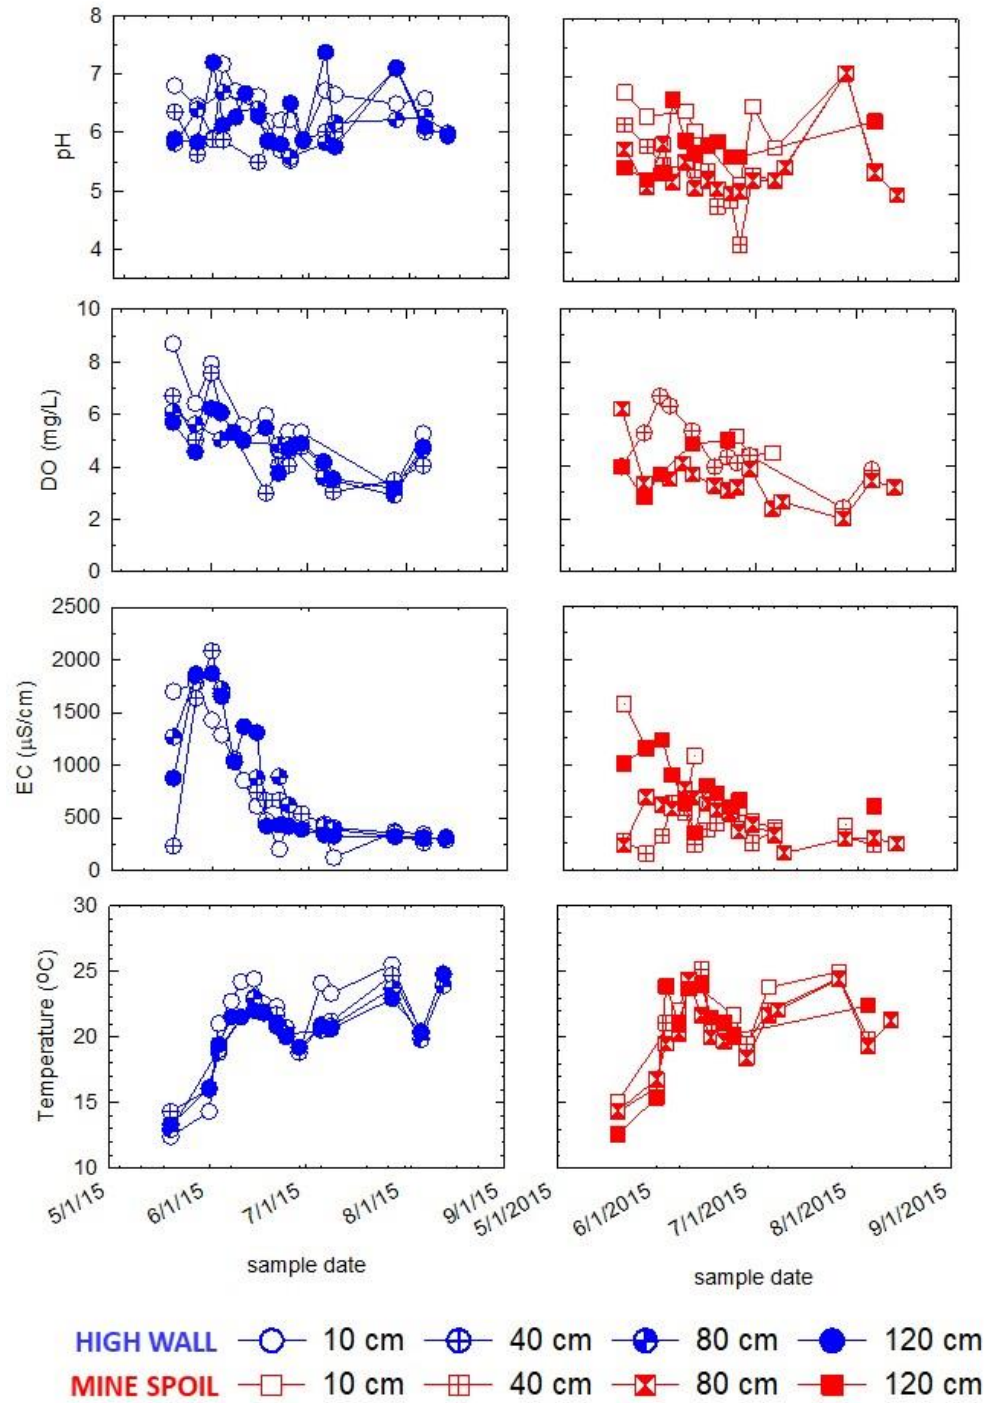 8
7
6
5
4
pH
10
8
6
4
2
0
DO (mg/L)
2500
2000
1500
1000
500
0
EC (µS/cm)
30
25
20
15
10
Temperature (ºC)
5/1/15 6/1/15 7/1/15 8/1/15 9/1/15
5/1/2015 6/1/2015 7/1/2015 8/1/2015 9/1/2015
sample date
sample date
HIGH WALL 10 cm 40 cm 80 cm 120 cm
MINE SPOIL 10 cm 40 cm 80 cm 120 cm